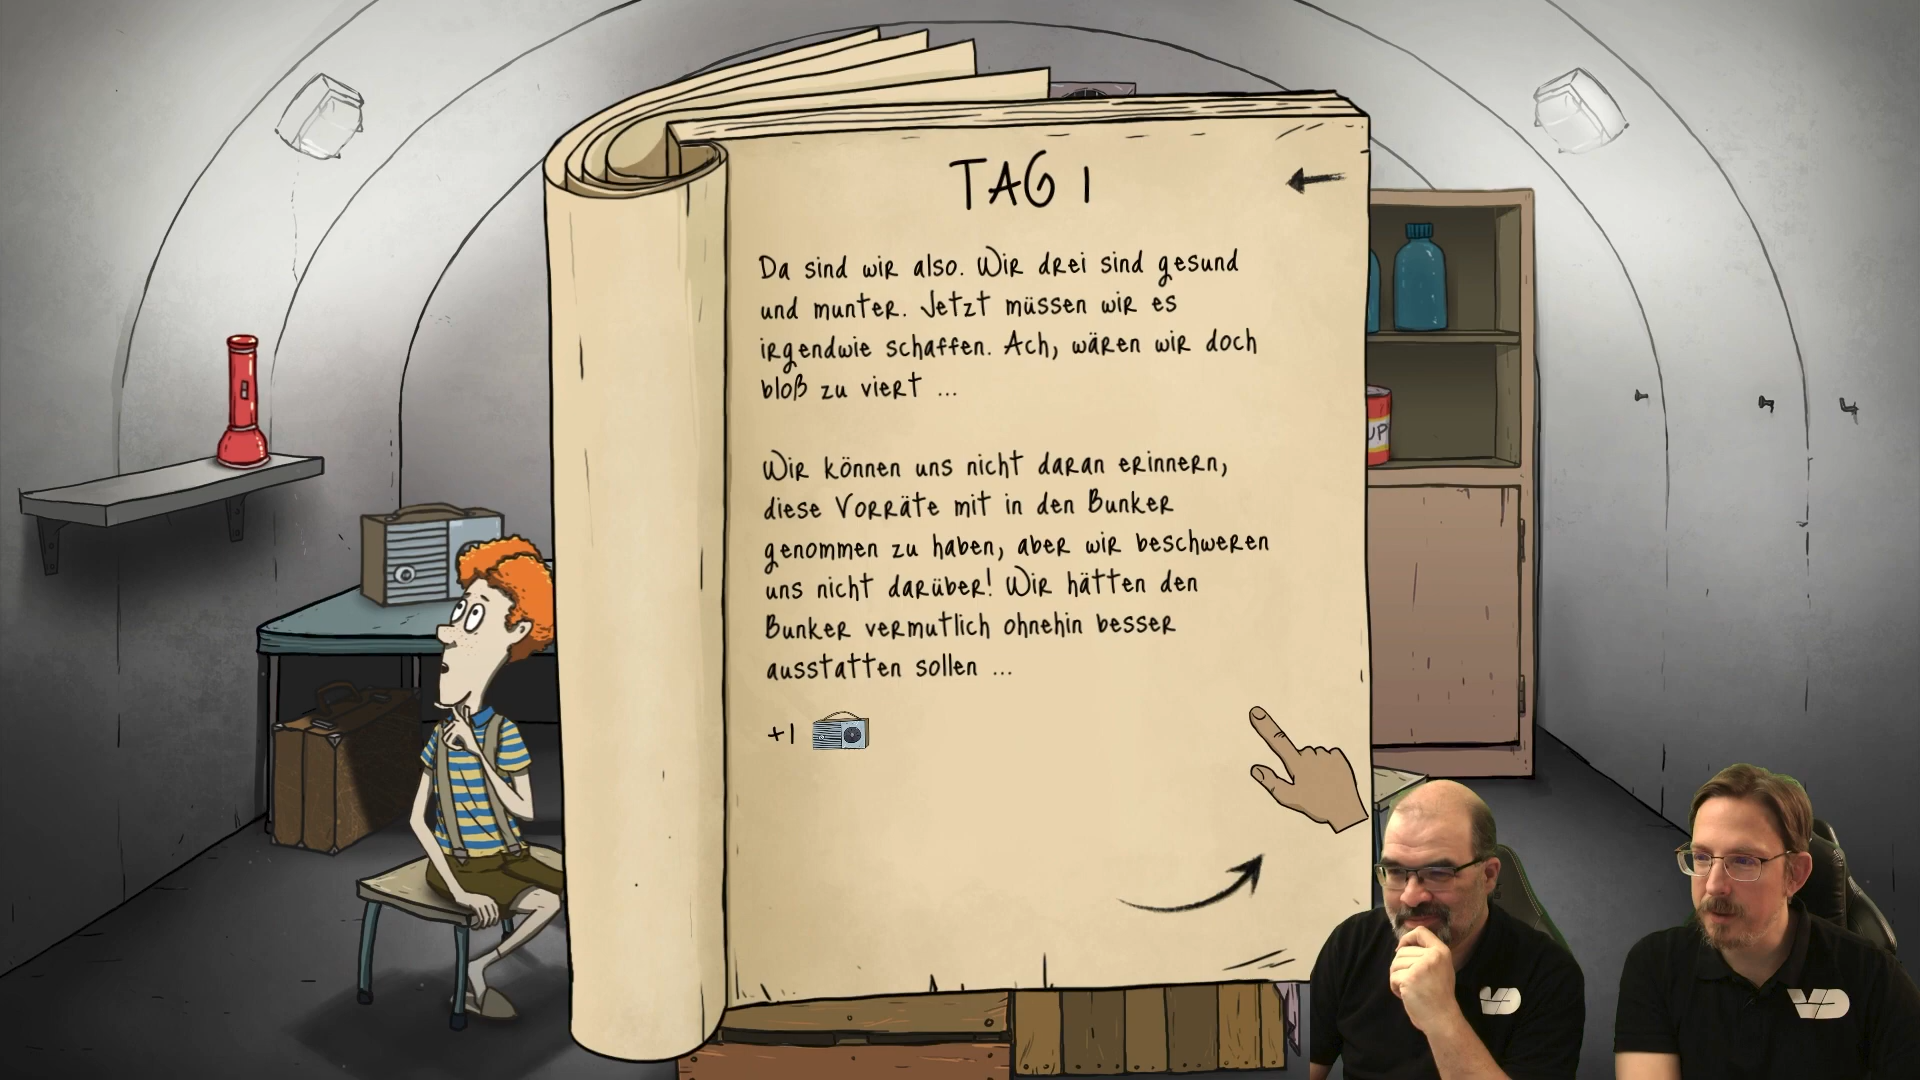 TAG 1
Da sind wir also. Wir drei sind gesund
und munter. Jetzt müssen wir es
irgendwie schaffen. Ach, wären wir doch
bloß zu viert ...
Wir können uns nicht daran erinnern,
diese Vorräte mit in den Bunker
genommen zu haben, aber wir beschweren
uns nicht darüber! Wir hätten den
Bunker vermutlich ohnehin besser
ausstatten sollen ...
+1
UP